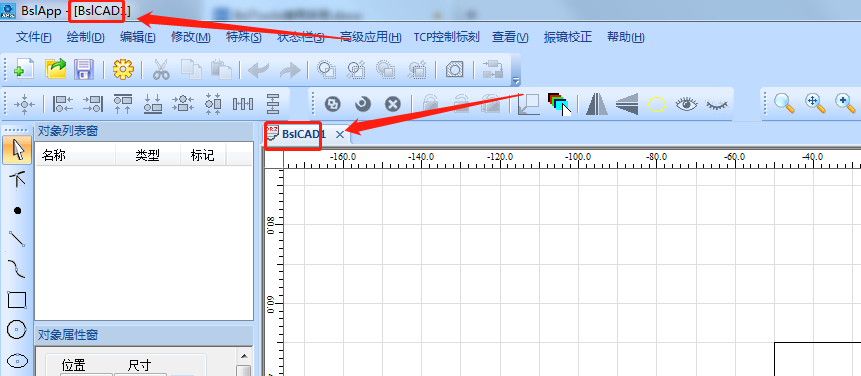 BslApp - [BslCAD1]
文件(F) 绘制(D) 编辑(E) 修改(M) 特殊(S) 状态栏(S) 高级应用(H) TCP控制标刻 查看(V) 振镜校正 帮助(H)
对象列表窗
BslCAD1
名称 类型 标记
-160.0 -140.0 -120.0 -100.0 -80.0 -60.0 -40.0
80.0
60.0
对象属性窗
位置 尺寸